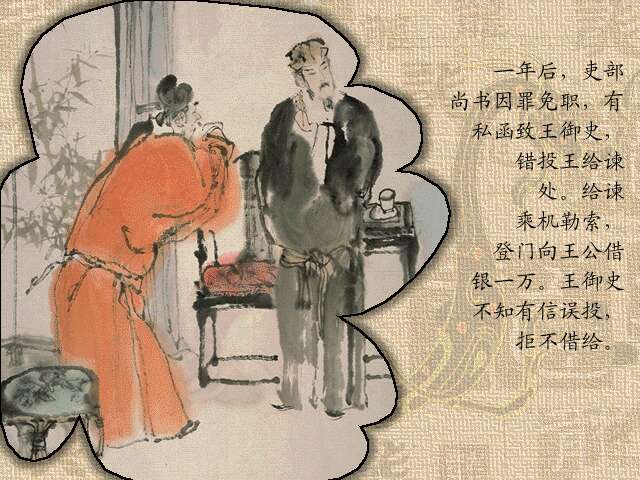 一年后，吏部
尚书因罪免职，有
私函致王御史，
错投王给谏
处。给谏
乘机勒索，
登门向王公借
银一万。王御史
不知有信误投，
拒不借给。